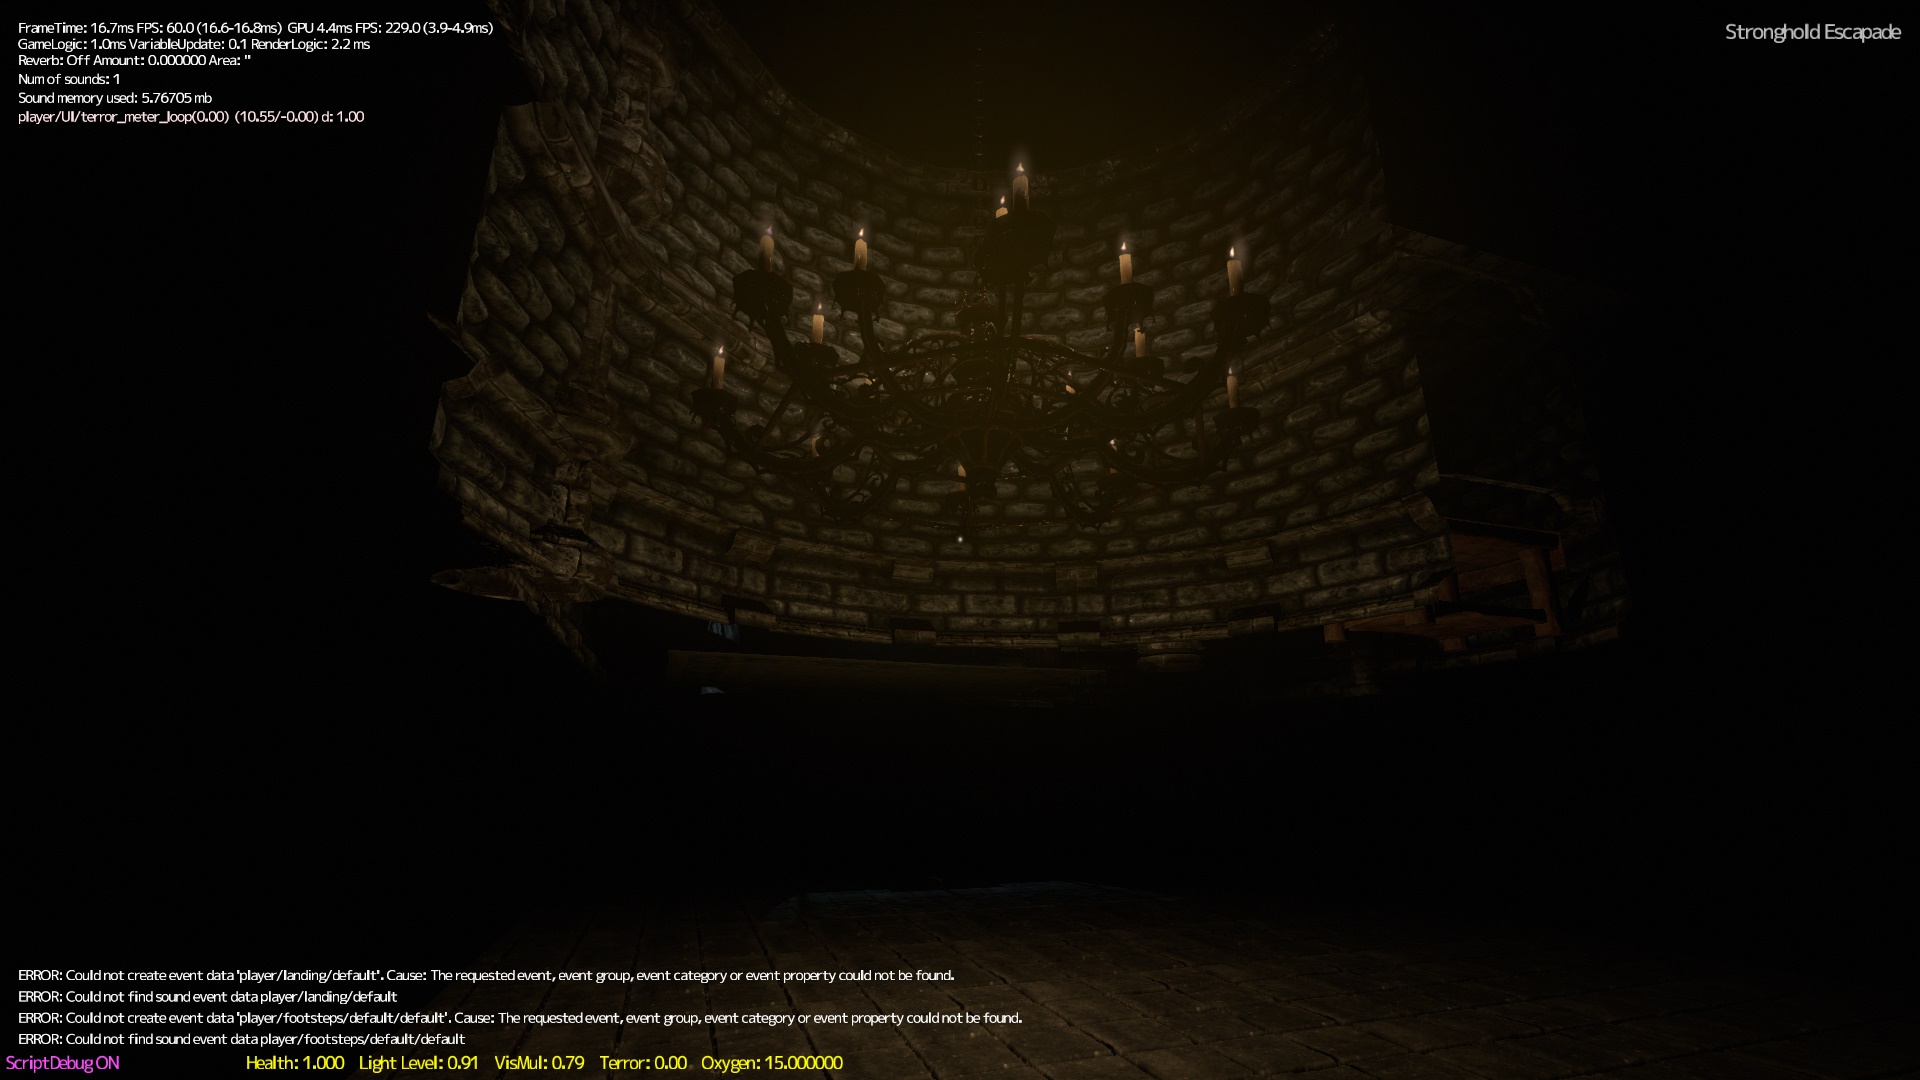 FrameTime: 16.7ms FPS: 60.0 (16.6-16.8ms) GPU 4.4ms FPS: 229.0 (3.9-4.9ms)
Stronghold Escapade
GameLogic: 1.0ms VariableUpdate: 0.1 RenderLogic: 2.2 ms
Reverb: Off Amount: 0.000000 Area: ''
Num of sounds: 1
Sound memory used: 5.76705 mb
player/UI/terror_meter_loop(0.00) (10.55/-0.00) d: 1.00
ERROR: Could not create event data 'player/landing/default'. Cause: The requested event, event group, event category or event property could not be found.
ERROR: Could not find sound event data player/landing/default
ERROR: Could not create event data 'player/footsteps/default/default'. Cause: The requested event, event group, event category or event property could not be found.
ERROR: Could not find sound event data player/footsteps/default/default
ScriptDebug ON Health: 1.000 Light Level: 0.91 VisMul: 0.79 Terror: 0.00 Oxygen: 15.000000